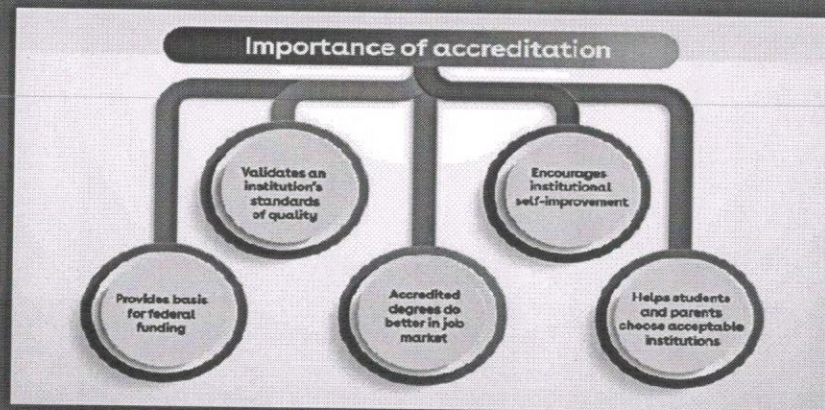 Importance of accreditation
Validates an
institution's
standards
of quality
Encourages
institutional
self-improvement
Provides basis
for federal
funding
Accredited
degrees do
better in job
market
Helps students
and parents
choose acceptable
institutions